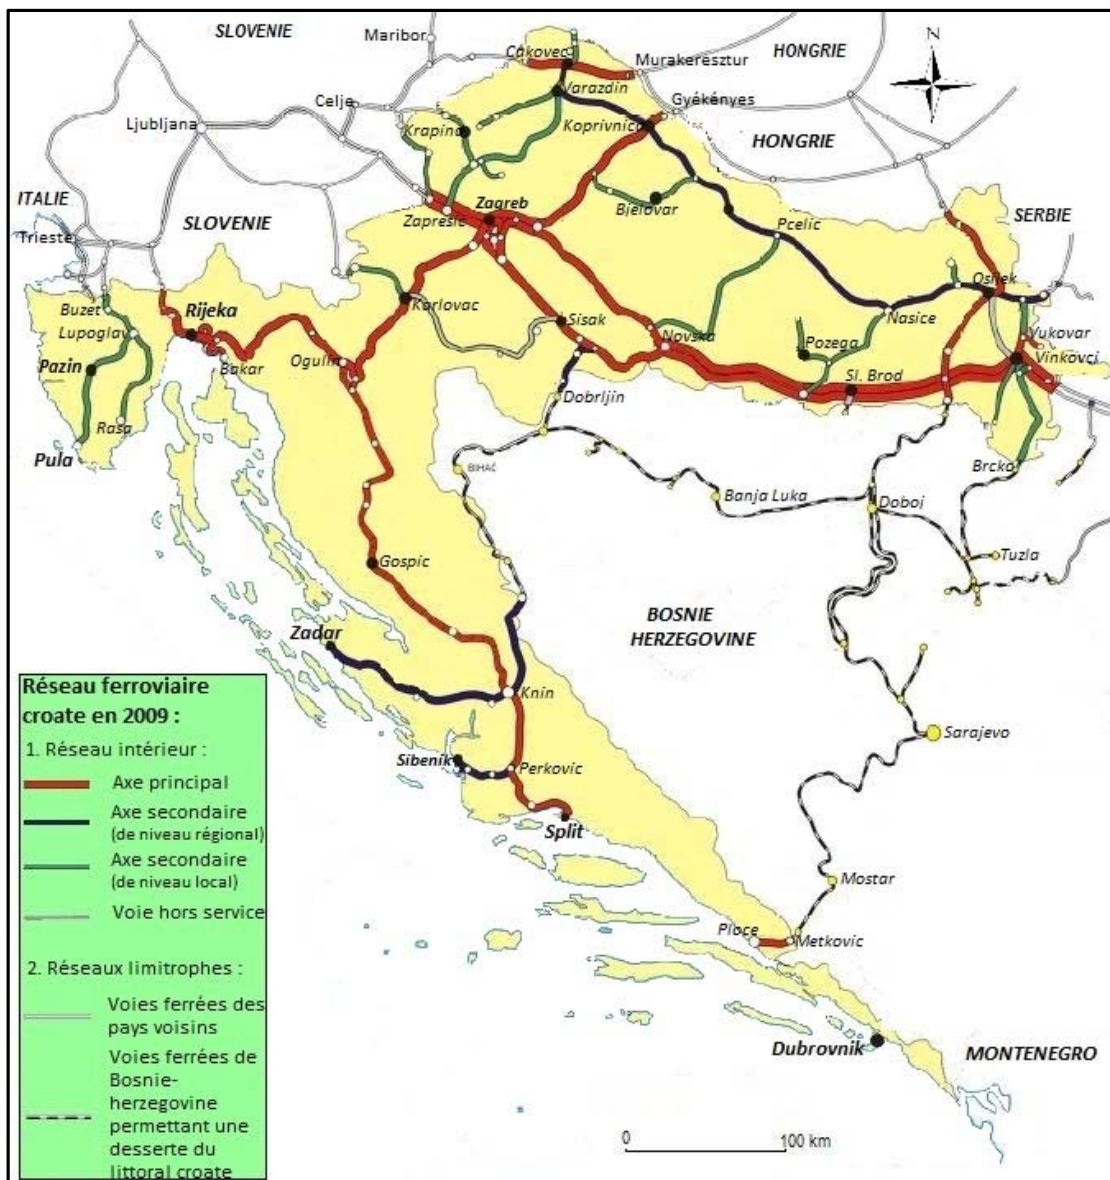 SLOVENIE
Maribor
HONGRIE
N
Cakovec
Murakeresztur
Varazdin
Celje
Gyékényes
Ljubljana
Krapina
Koprivnica
HONGRIE
ITALIE
Zagreb
Bjelovar
SLOVENIE
Zapresic
SERBIE
Trieste
Pcelic
Osijek
Buzet
Rijeka
Karlovac
Lupoglav
Sisak
Nasice
Vukovar
Novska
Pozega
Vinkovci
Pazin
Bakar
Ogulin
Sl. Brod
Dobrljin
Rasa
Pula
BIHAĆ
Brcko
Banja Luka
Doboj
Tuzla
Gospic
BOSNIE
HERZEGOVINE
Zadar
Knin
Sarajevo
Sibenik
Perkovic
Split
Mostar
Ploce
Metkovic
Dubrovnik
MONTENEGRO
0
100 km
Réseau ferroviaire
croate en 2009 :
1. Réseau intérieur :
Axe principal
Axe secondaire
(de niveau régional)
Axe secondaire
(de niveau local)
Voie hors service
2. Réseaux limitrophes :
Voies ferrées des
pays voisins
Voies ferrées de
Bosnie-
herzegovine
permettant une
desserte du
littoral croate